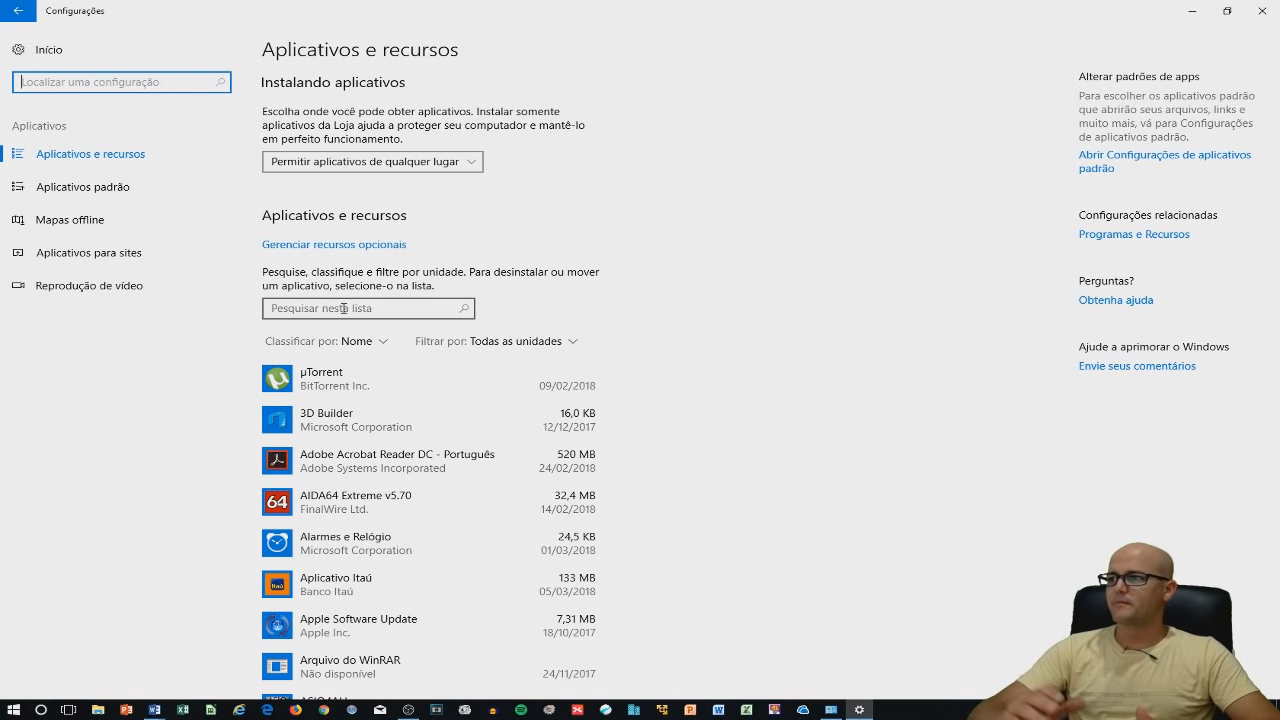 Configurações
Início
Localizar uma configuração
Aplicativos
Aplicativos e recursos
Aplicativos padrão
Mapas offline
Aplicativos para sites
Reprodução de vídeo
Aplicativos e recursos
Instalando aplicativos
Escolha onde você pode obter aplicativos. Instalar somente
aplicativos da Loja ajuda a proteger seu computador e mantê-lo
em perfeito funcionamento.
Permitir aplicativos de qualquer lugar
Aplicativos e recursos
Gerenciar recursos opcionais
Pesquise, classifique e filtre por unidade. Para desinstalar ou mover
um aplicativo, selecione-o na lista.
Pesquisar nesta lista
Classificar por: Nome
Filtrar por: Todas as unidades
µTorrent
BitTorrent Inc. 09/02/2018
3D Builder 16,0 KB
Microsoft Corporation 12/12/2017
Adobe Acrobat Reader DC - Português 520 MB
Adobe Systems Incorporated 24/02/2018
64
AIDA64 Extreme v5.70 32,4 MB
FinalWire Ltd. 14/02/2018
Alarmes e Relógio 24,5 KB
Microsoft Corporation 01/03/2018
Itaú
Aplicativo Itaú 133 MB
Banco Itaú 05/03/2018
Apple Software Update 7,31 MB
Apple Inc. 18/10/2017
Arquivo do WinRAR
Não disponível 24/11/2017
Alterar padrões de apps
Para escolher os aplicativos padrão
que abrirão seus arquivos, links e
muito mais, vá para Configurações
de aplicativos padrão.
Abrir Configurações de aplicativos
padrão
Configurações relacionadas
Programas e Recursos
Perguntas?
Obtenha ajuda
Ajude a aprimorar o Windows
Envie seus comentários